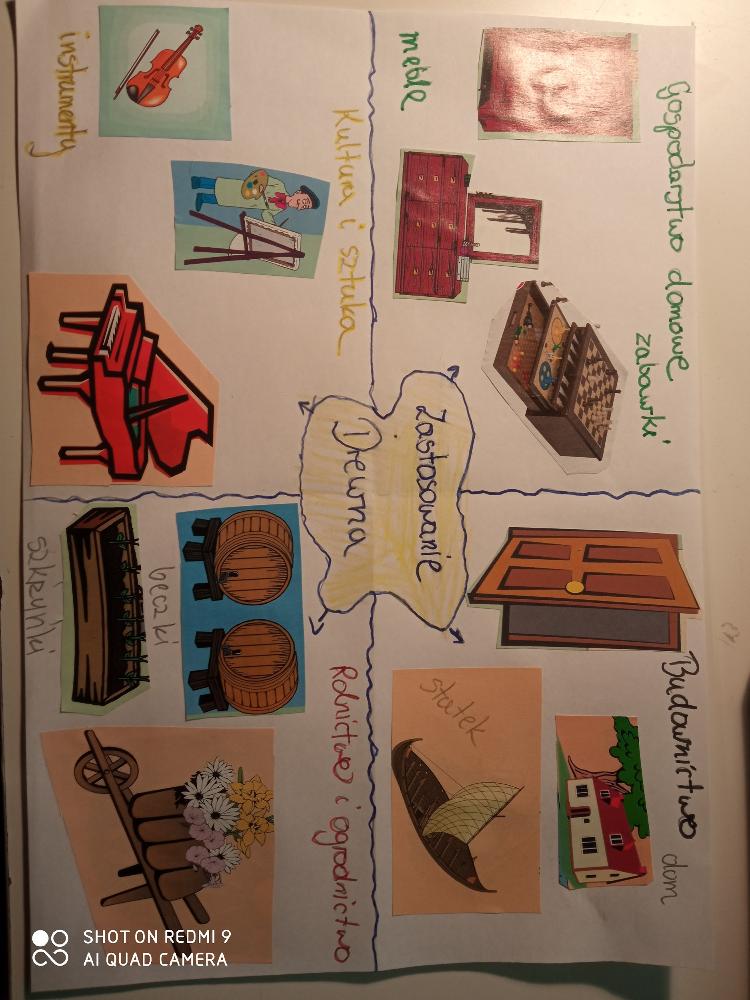 Gospodarstwo domowe
zabawki
meble
Budownictwo
dom
statek
Zastosowanie
Drewna
Kultura i sztuka
instrumenty
Rolnictwo i ogrodnictwo
beczki
szkrzynki
SHOT ON REDMI 9
AI QUAD CAMERA